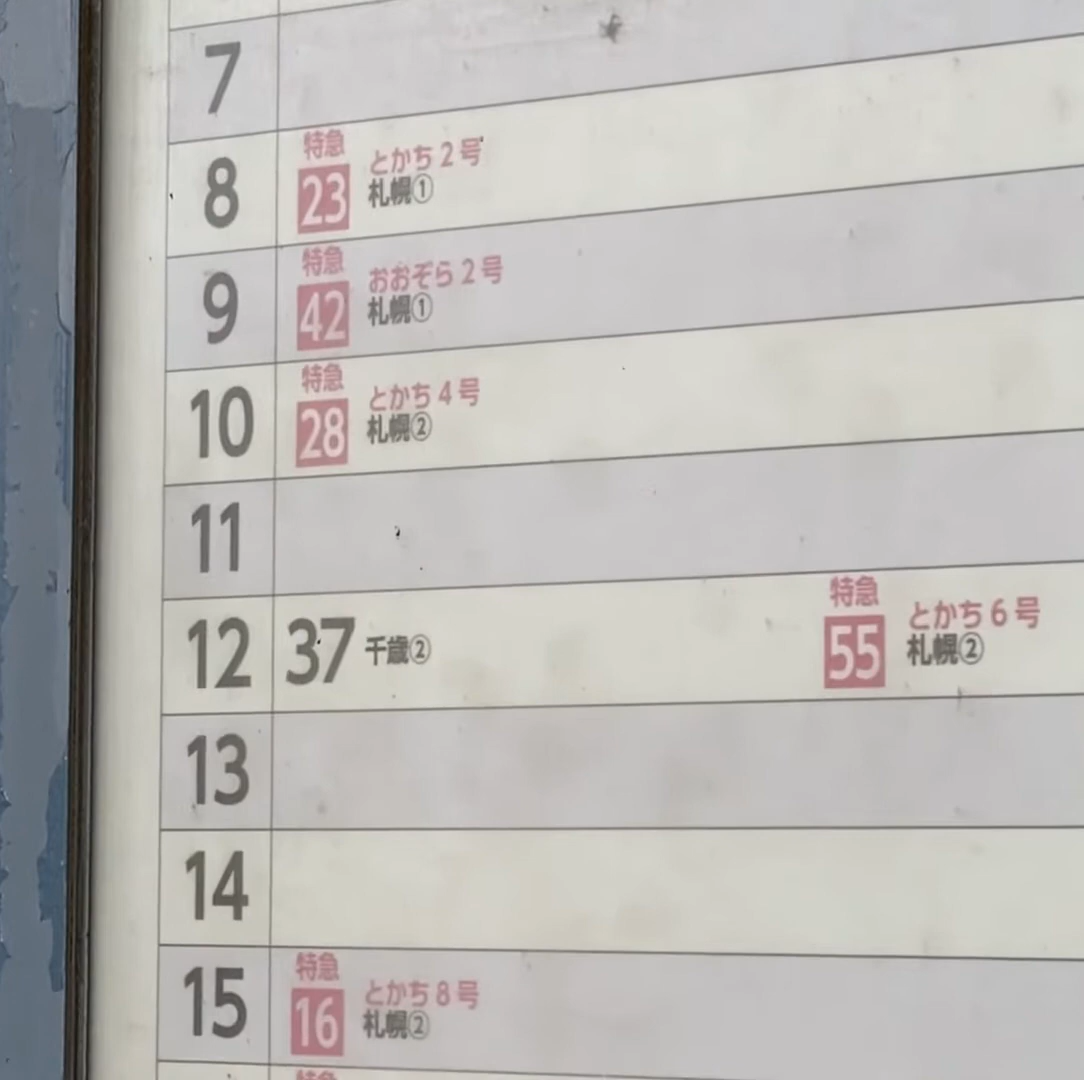 7
特急
8 23 とかち2号
札幌①
特急
9 42 おおぞら2号
札幌①
特急
10 28 とかち4号
札幌②
11
特急
12 37 千歳② 55 とかち6号
札幌②
13
14
特急
15 16 とかち8号
札幌②
特急